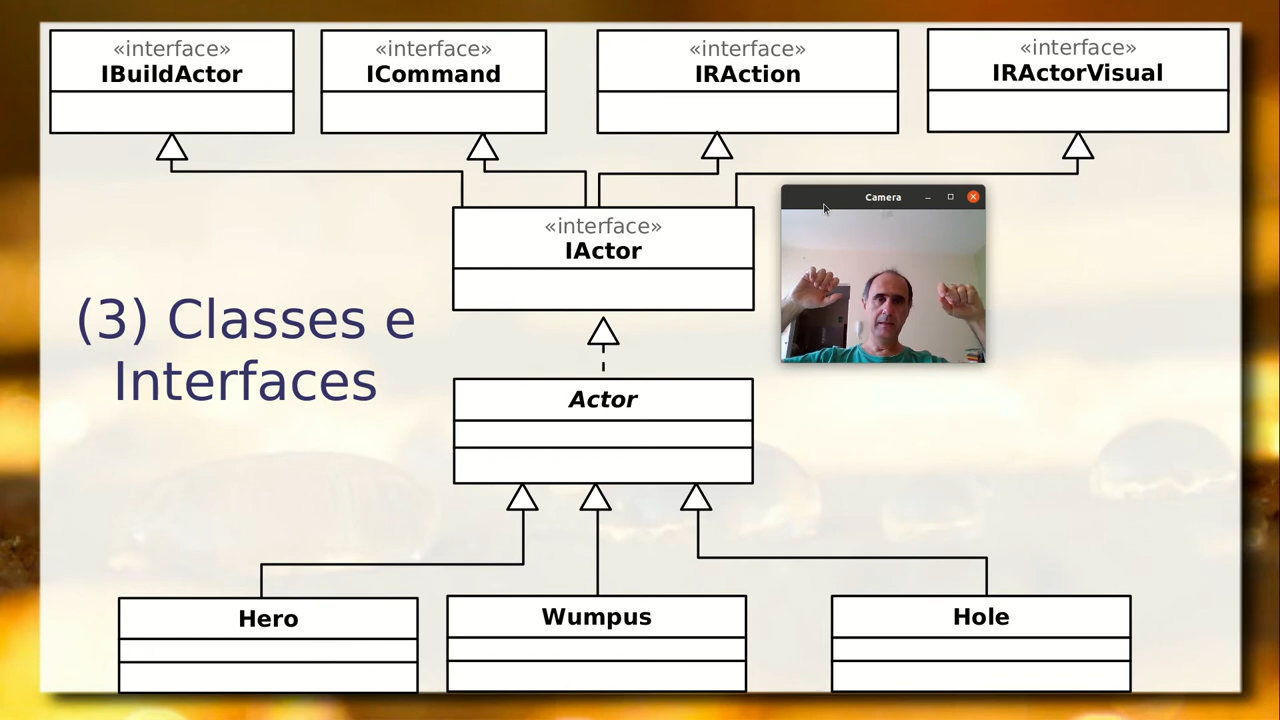 «interface»
IBuildActor
«interface»
ICommand
«interface»
IRAction
«interface»
IRActorVisual
Camera
«interface»
IActor
(3) Classes e
Interfaces
Actor
Hero
Wumpus
Hole